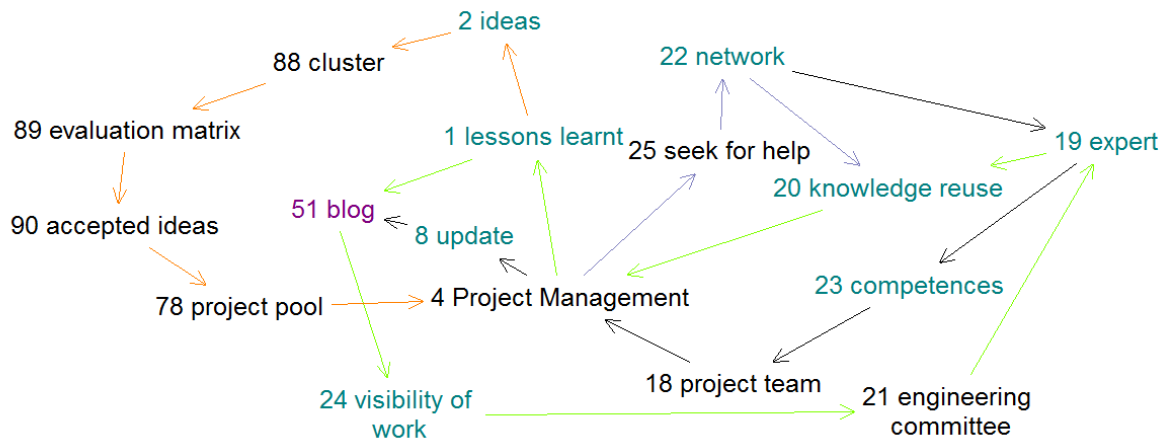 2 ideas
22 network
88 cluster
89 evaluation matrix
1 lessons learnt
25 seek for help
19 expert
20 knowledge reuse
51 blog
90 accepted ideas
8 update
78 project pool
4 Project Management
23 competences
18 project team
24 visibility of
work
21 engineering
committee